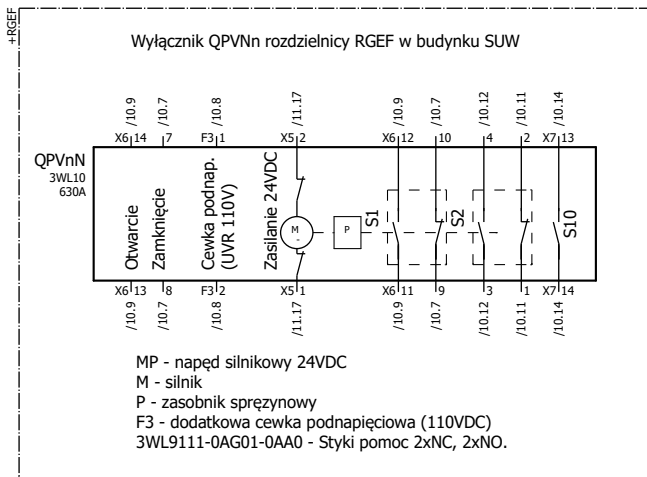 +RGEF
Wyłącznik QPVNn rozdzielnicy RGEF w budynku SUW
/10.9 /10.7 /10.8 /11.17 /10.9 /10.7 /10.12 /10.11 /10.14
X6 14 7 F3 1 X5 2 X6 12 10 4 2 X7 13
QPVnN
3WL10
630A
Otwarcie
Zamknięcie
Cewka podnap.
(UVR 110V)
Zasilanie 24VDC
M
-
P
S1
S2
S10
X6 13 8 F3 2 X5 1 X6 11 9 3 1 X7 14
/10.9 /10.7 /10.8 /11.17 /10.9 /10.7 /10.12 /10.11 /10.14
MP - napęd silnikowy 24VDC
M - silnik
P - zasobnik spręzynowy
F3 - dodatkowa cewka podnapięciowa (110VDC)
3WL9111-0AG01-0AA0 - Styki pomoc 2xNC, 2xNO.